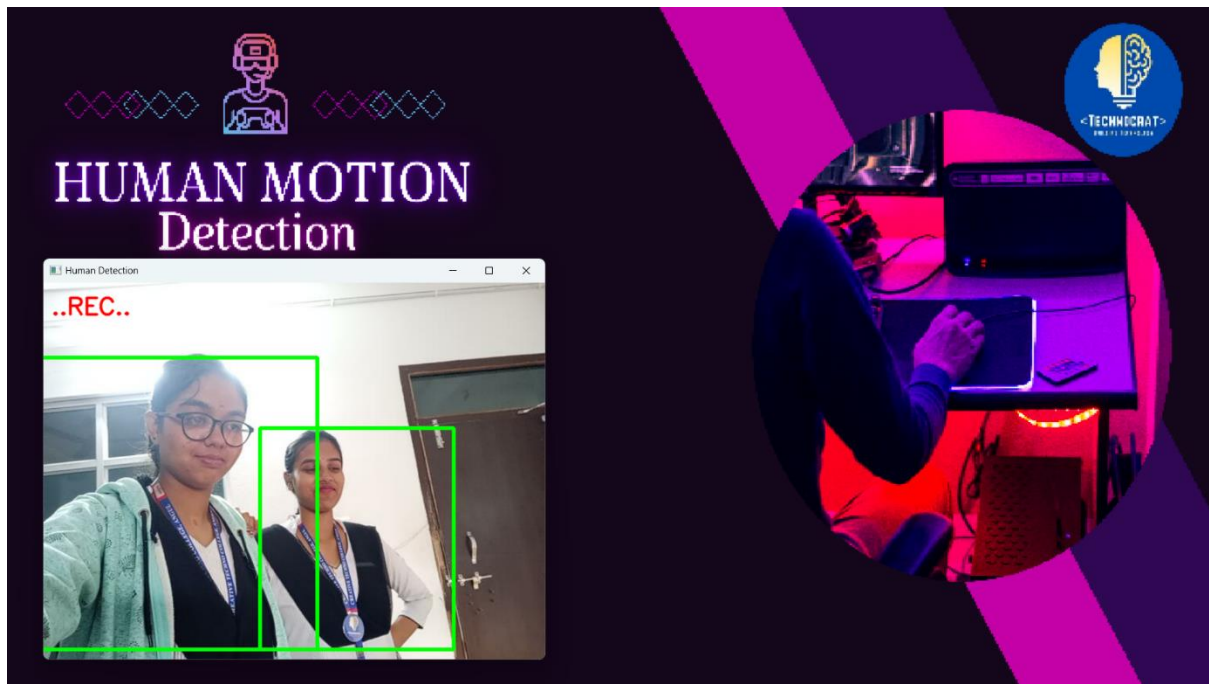 HUMAN MOTION
Detection
Human Detection
..REC..
<TECHNOCRAT>